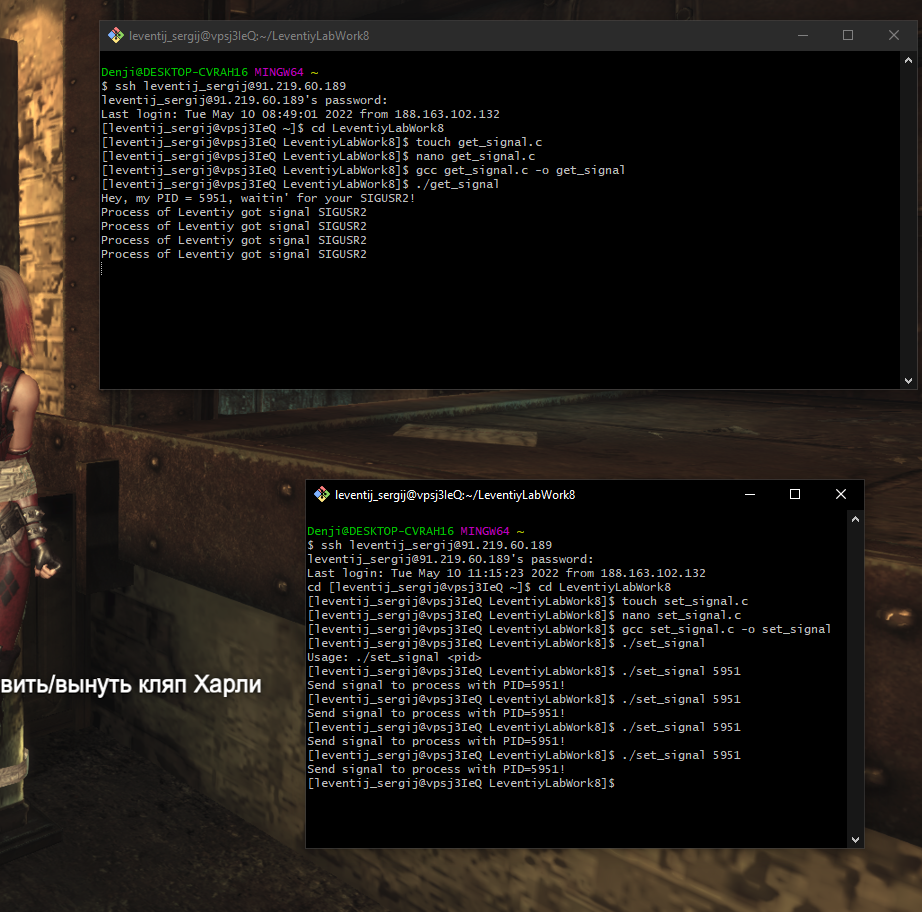 leventij_sergij@vpsj3IeQ:~/LeventiyLabWork8
Denji@DESKTOP-CVRAH16 MINGW64 ~
$ ssh leventij_sergij@91.219.60.189
leventij_sergij@91.219.60.189's password:
Last login: Tue May 10 08:49:01 2022 from 188.163.102.132
[leventij_sergij@vpsj3IeQ ~]$ cd LeventiyLabWork8
[leventij_sergij@vpsj3IeQ LeventiyLabWork8]$ touch get_signal.c
[leventij_sergij@vpsj3IeQ LeventiyLabWork8]$ nano get_signal.c
[leventij_sergij@vpsj3IeQ LeventiyLabWork8]$ gcc get_signal.c -o get_signal
[leventij_sergij@vpsj3IeQ LeventiyLabWork8]$ ./get_signal
Hey, my PID = 5951, waitin' for your SIGUSR2!
Process of Leventiy got signal SIGUSR2
Process of Leventiy got signal SIGUSR2
Process of Leventiy got signal SIGUSR2
Process of Leventiy got signal SIGUSR2
leventij_sergij@vpsj3IeQ:~/LeventiyLabWork8
Denji@DESKTOP-CVRAH16 MINGW64 ~
$ ssh leventij_sergij@91.219.60.189
leventij_sergij@91.219.60.189's password:
Last login: Tue May 10 11:15:23 2022 from 188.163.102.132
cd [leventij_sergij@vpsj3IeQ ~]$ cd LeventiyLabWork8
[leventij_sergij@vpsj3IeQ LeventiyLabWork8]$ touch set_signal.c
[leventij_sergij@vpsj3IeQ LeventiyLabWork8]$ nano set_signal.c
[leventij_sergij@vpsj3IeQ LeventiyLabWork8]$ gcc set_signal.c -o set_signal
[leventij_sergij@vpsj3IeQ LeventiyLabWork8]$ ./set_signal
Usage: ./set_signal <pid>
[leventij_sergij@vpsj3IeQ LeventiyLabWork8]$ ./set_signal 5951
Send signal to process with PID=5951!
[leventij_sergij@vpsj3IeQ LeventiyLabWork8]$ ./set_signal 5951
Send signal to process with PID=5951!
[leventij_sergij@vpsj3IeQ LeventiyLabWork8]$ ./set_signal 5951
Send signal to process with PID=5951!
[leventij_sergij@vpsj3IeQ LeventiyLabWork8]$ ./set_signal 5951
Send signal to process with PID=5951!
[leventij_sergij@vpsj3IeQ LeventiyLabWork8]$
вить/вынуть кляп Харли